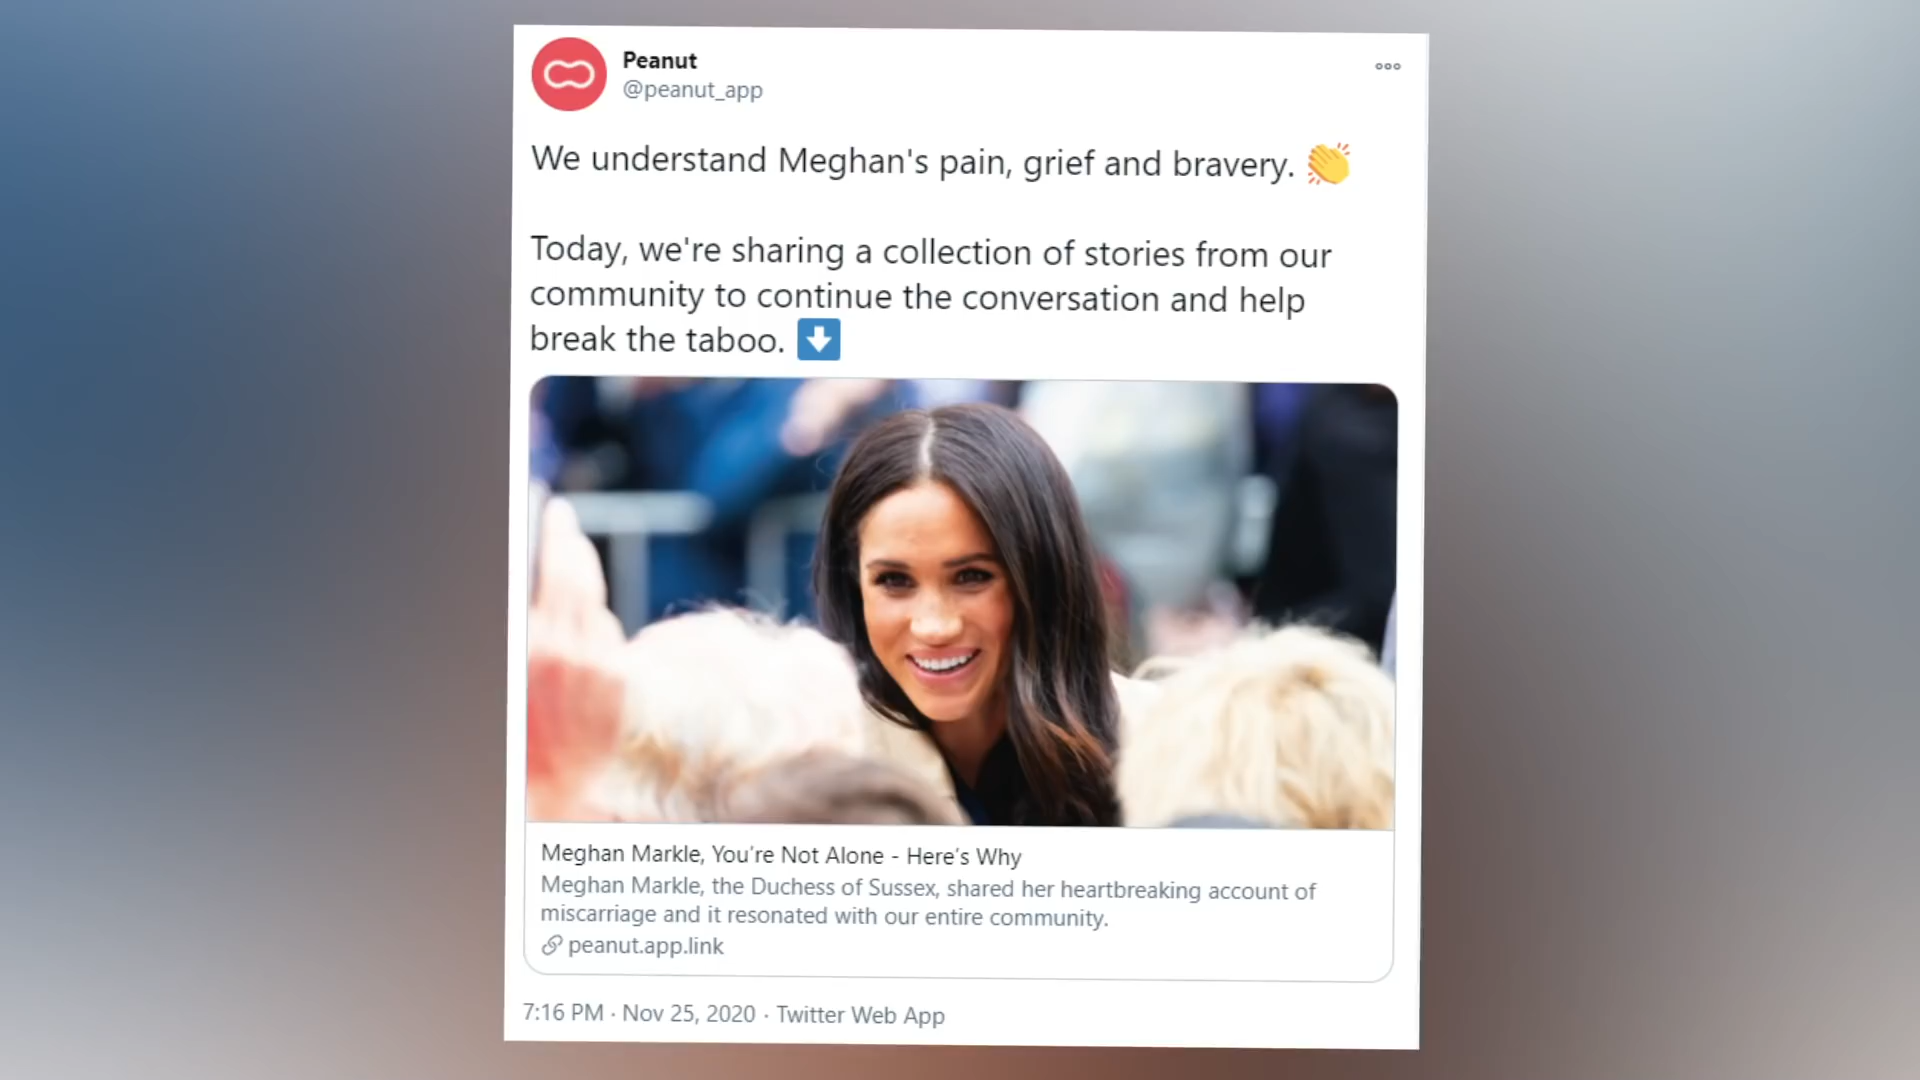 Peanut
@peanut_app
We understand Meghan's pain, grief and bravery. 👏
Today, we're sharing a collection of stories from our
community to continue the conversation and help
break the taboo. ⬇️
Meghan Markle, You’re Not Alone - Here’s Why
Meghan Markle, the Duchess of Sussex, shared her heartbreaking account of
miscarriage and it resonated with our entire community.
peanut.app.link
7:16 PM · Nov 25, 2020 · Twitter Web App